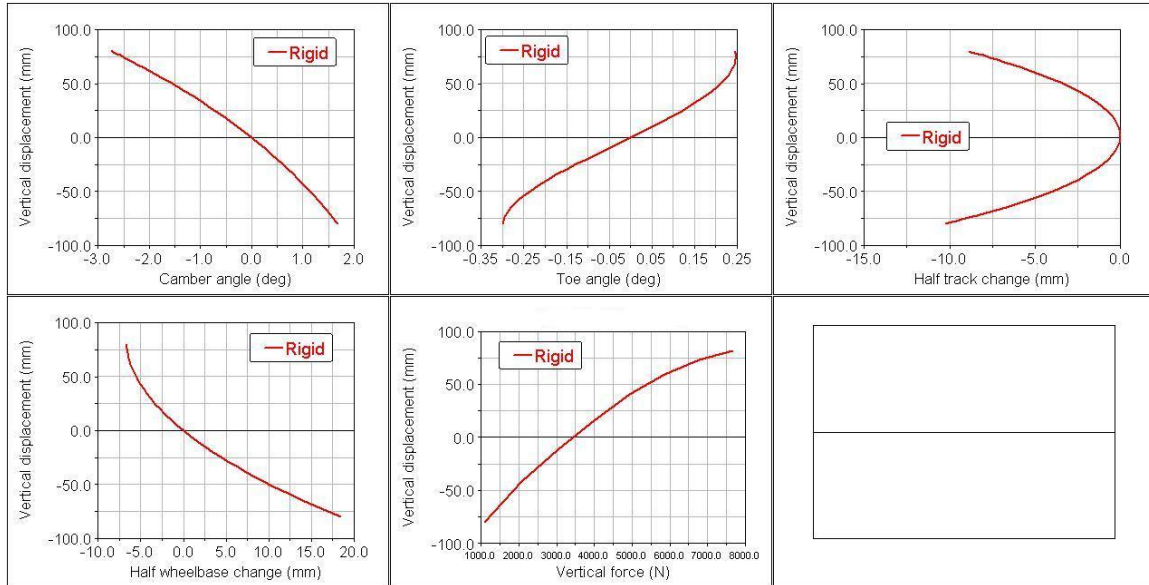 Vertical displacement (mm)
100.0
50.0
0.0
-50.0
-100.0
Rigid
-3.0 -2.0 -1.0 0.0 1.0 2.0
Camber angle (deg)
Vertical displacement (mm)
100.0
50.0
0.0
-50.0
-100.0
Rigid
-0.35 -0.25 -0.15 -0.05 0.05 0.15 0.25
Toe angle (deg)
Vertical displacement (mm)
100.0
50.0
0.0
-50.0
-100.0
Rigid
-15.0 -10.0 -5.0 0.0
Half track change (mm)
Vertical displacement (mm)
100.0
50.0
0.0
-50.0
-100.0
Rigid
-10.0 -5.0 0.0 5.0 10.0 15.0 20.0
Half wheelbase change (mm)
Vertical displacement (mm)
100.0
50.0
0.0
-50.0
-100.0
Rigid
1000.0 2000.0 3000.0 4000.0 5000.0 6000.0 7000.0 8000.0
Vertical force (N)